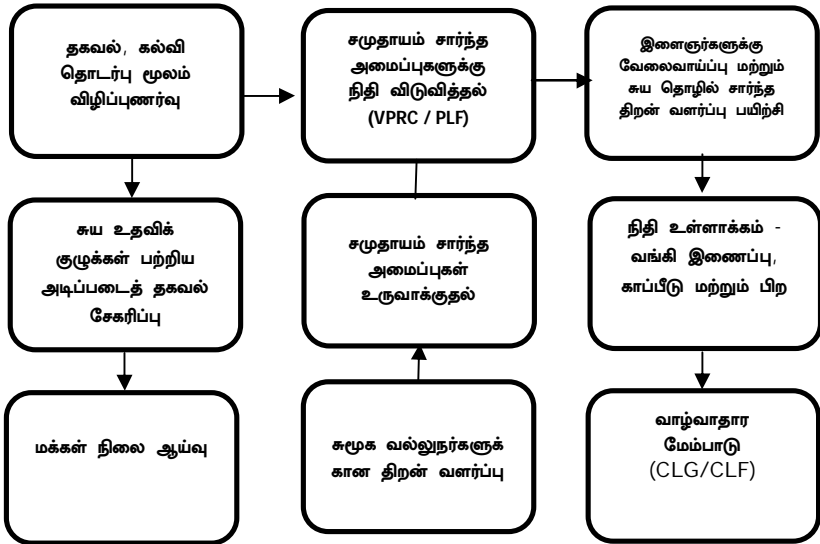 தகவல், கல்வி
தொடர்பு மூலம்
விழிப்புணர்வு
சமுதாயம் சார்ந்த
அமைப்புகளுக்கு
நிதி விடுவித்தல்
(VPRC / PLF)
இளைஞர்களுக்கு
வேலைவாய்ப்பு மற்றும்
சுய தொழில் சார்ந்த
திறன் வளர்ப்பு பயிற்சி
சுய உதவிக்
குழுக்கள் பற்றிய
அடிப்படைத் தகவல்
சேகரிப்பு
சமுதாயம் சார்ந்த
அமைப்புகள்
உருவாக்குதல்
நிதி உள்ளாக்கம் -
வங்கி இணைப்பு,
காப்பீடு மற்றும் பிற
மக்கள் நிலை ஆய்வு
சுமூக வல்லுநர்களுக்
கான திறன் வளர்ப்பு
வாழ்வாதார
மேம்பாடு
(CLG/CLF)